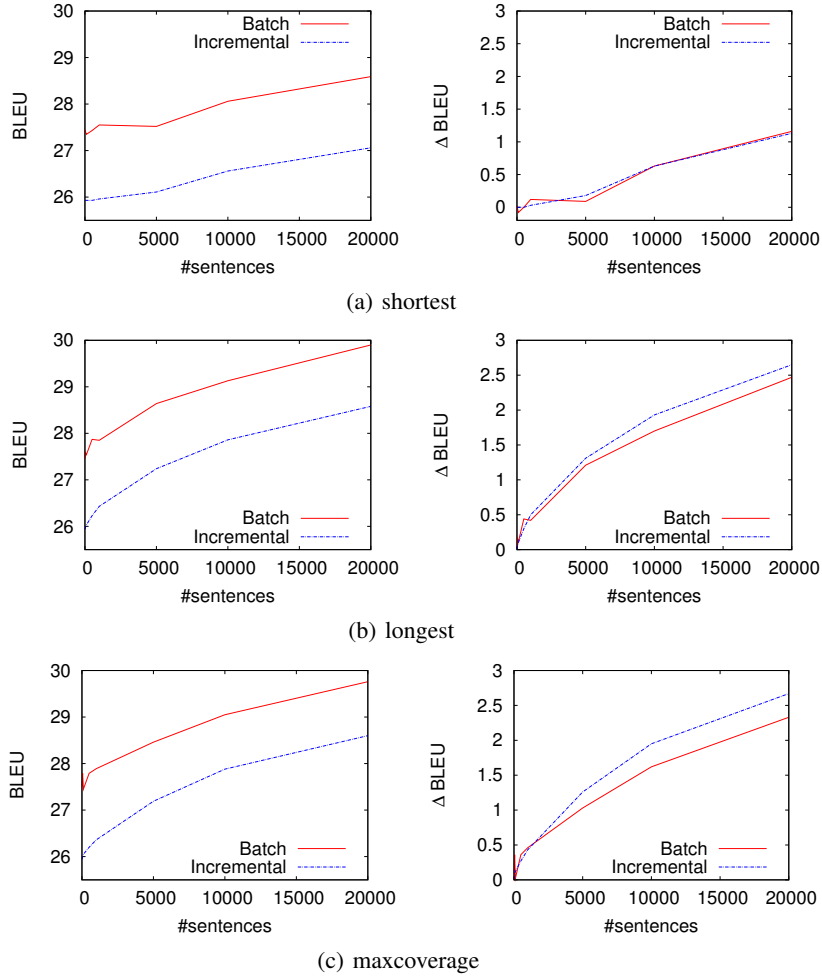 30
29
28
27
26
BLEU
Batch
Incremental
0 5000 10000 15000 20000
#sentences
3
2.5
2
1.5
1
0.5
0
Δ BLEU
Batch
Incremental
0 5000 10000 15000 20000
#sentences
(a) shortest
30
29
28
27
26
BLEU
Batch
Incremental
0 5000 10000 15000 20000
#sentences
3
2.5
2
1.5
1
0.5
0
Δ BLEU
Batch
Incremental
0 5000 10000 15000 20000
#sentences
(b) longest
30
29
28
27
26
BLEU
Batch
Incremental
0 5000 10000 15000 20000
#sentences
3
2.5
2
1.5
1
0.5
0
Δ BLEU
Batch
Incremental
0 5000 10000 15000 20000
#sentences
(c) maxcoverage